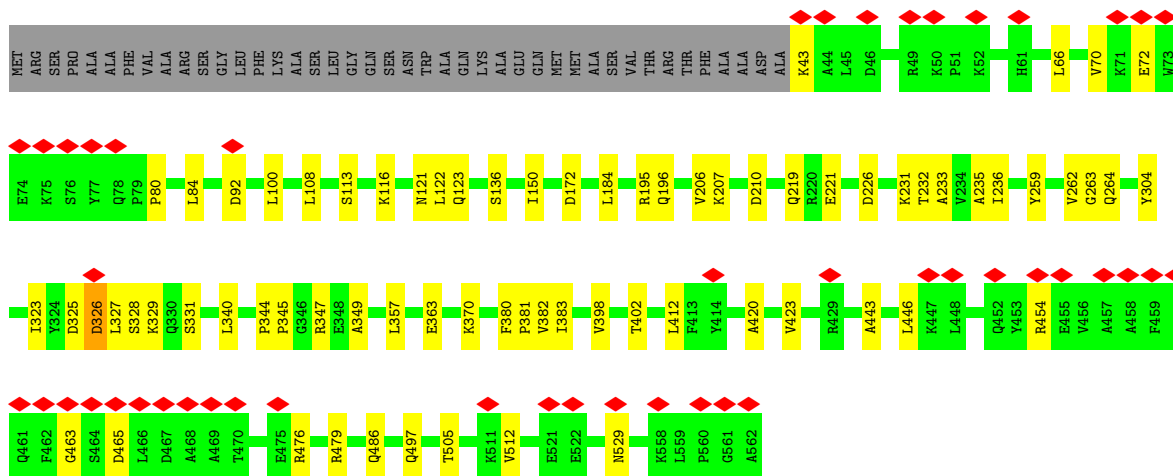 MET ARG SER PRO ALA ALA PHE VAL ALA ARG SER GLY LEU PHE LYS ALA SER LEU GLY GLN SER ASN TRP ALA GLN LYS ALA GLU GLN MET MET ALA SER VAL THR ARG THR PHE ALA ALA ASP ALA K43 A44 L45 D46 R49 K50 P51 K52 H61 L66 V70 K71 E72 W73
E74 K75 S76 Y77 Q78 P79 P80 L84 D92 L100 L108 S113 K116 N121 L122 Q123 S136 I150 D172 L184 R195 Q196 V206 K207 D210 Q219 R220 E221 D226 K231 T232 A233 V234 A235 I236 Y259 V262 G263 Q264 Y304
I323 Y324 D325 D326 L327 S328 K329 Q330 S331 L340 P344 P345 G346 R347 E348 A349 L357 E363 K370 F380 P381 V382 I383 V398 T402 L412 F413 Y414 A420 V423 R429 A443 L446 K447 L448 Q452 Y453 R454 E455 V456 A457 A458 F459
Q461 F462 G463 S464 D465 L466 D467 A468 A469 T470 E475 R476 R479 Q486 Q497 T505 K511 V512 E521 E522 N529 K558 L559 P560 G561 A562